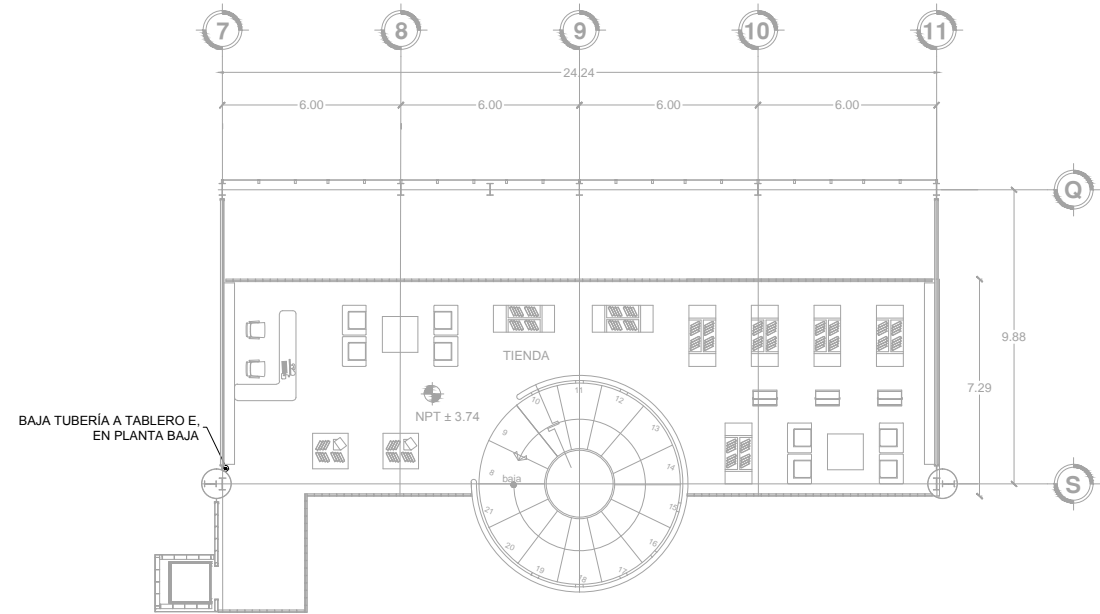 7 8 9 10 11
24.24
6.00 6.00 6.00 6.00
Q
9.88
7.29
TIENDA
NPT ± 3.74
BAJA TUBERÍA A TABLERO E,
EN PLANTA BAJA
S
baja
8
9
10
11
12
13
14
15
16
17
18
19
20
21